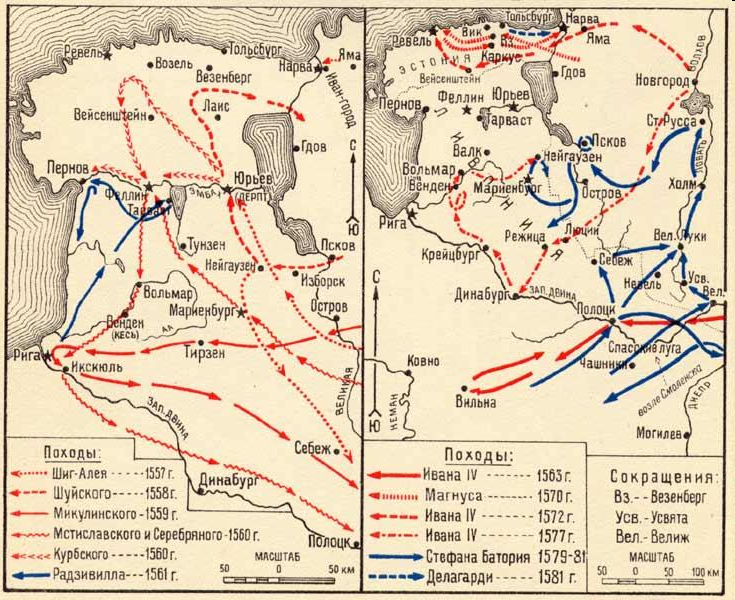 Ревель
Тольсбург
Возель
Везенберг
Нарва
Яма
Иван-город
Вейсенштейн
Лаис
Гдов
С
Ю
Пернов
Феллин
Тарваст
ЭМБАХ
Юрьев
(ДЕРПТ)
Тунзен
Псков
Нейгаузен
Изборск
Вольмар
Мариенбург
Остров
Венден
(КЕСЬ)
АА
Рига
Икскюль
Тирзен
ВЕЛИКАЯ
ЗАП. ДВИНА
Себеж
Динабург
Полоцк
Походы:
Шиг-Алея ---- 1557 г.
Шуйского --- 1558 г.
Микулинского --- 1559 г.
Мстиславского и Серебряного -1560 г.
Курбского ---- 1560 г.
Радзивилла --- 1561 г.
МАСШТАБ
50 0 50 км
Тольсбург
Нарва
Ревель
Вик
Вз.
Яма
Каркус
ЭСТОНИЯ
Вейсенштейн
Гдов
ВОЛХОВ
Новгород
Пернов
Феллин
Юрьев
Тарваст
Ст. Русса
Псков
Валк
Нейгаузен
ЛОВАТЬ
Вольмар
Венден
Мариенбург
Остров
Холм
ЛИВОНИЯ
Рига
Крейцбург
Режица
Люцин
Вел. Луки
Себеж
Невель
Усв.
Вел.
Динабург
ЗАП. ДВИНА
Полоцк
С
Ю
Спасские луга
Чашники
возле Смоленска
Ковно
НЕМАН
Вильна
ДНЕПР
Могилев
Походы:
Ивана IV ------ 1563 г.
Магнуса ------ 1570 г.
Ивана IV ------ 1572 г.
Ивана IV ------ 1577 г.
Стефана Батория 1579-81
Делагарди ---- 1581 г.
Сокращения:
Вз.-- Везенберг
Усв.- Усвята
Вел.- Велиж
МАСШТАБ
50 0 50 100 км